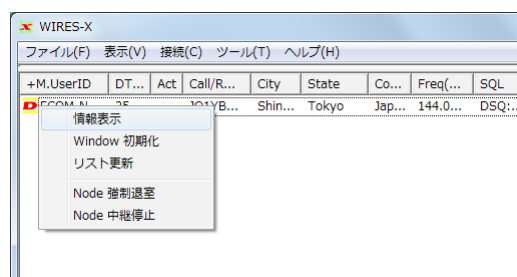 WIRES-X
ファイル(F) 表示(V) 接続(C) ツール(T) ヘルプ(H)
+M.UserID DT... Act Call/R... City State Co... Freq(... SQL
D 25 JQ1YB... Shin... Tokyo Jap... 144.0... DSQ:...
情報表示
Window 初期化
リスト更新
Node 強制退室
Node 中継停止